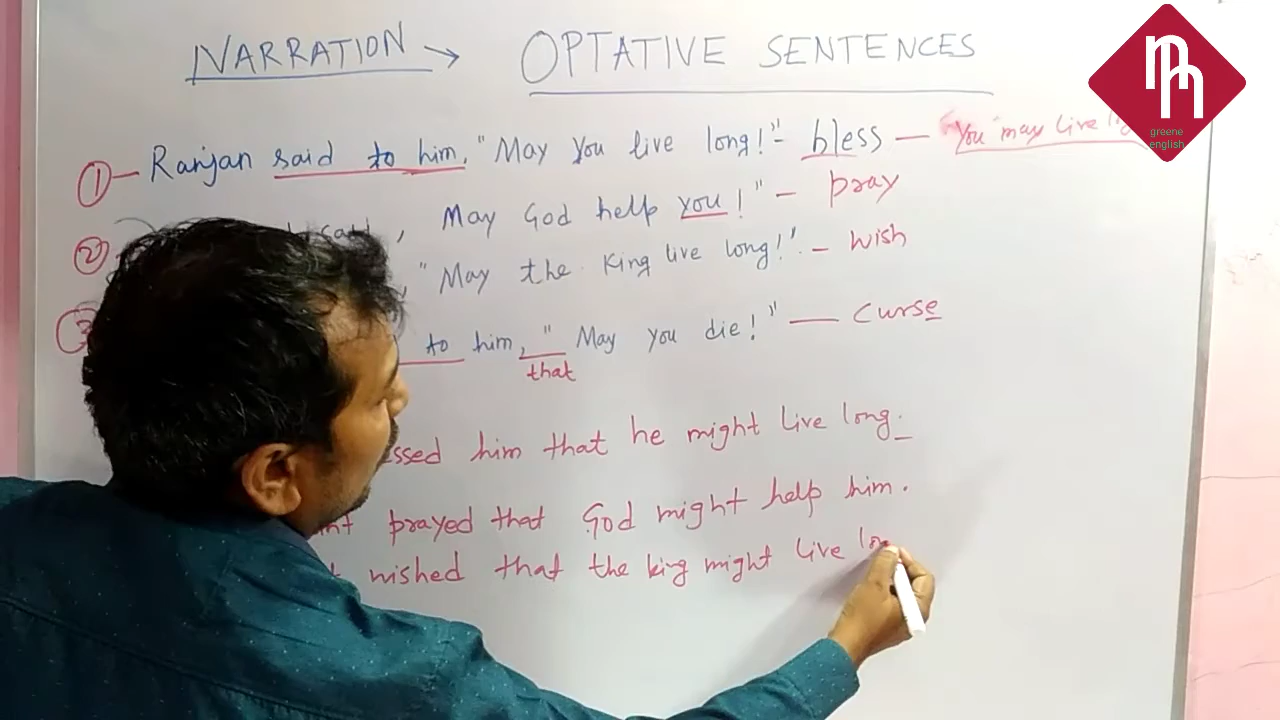 NARRATION → OPTATIVE SENTENCES
greene
english
① — Ranjan said to him, "May you live long!" - bless — "You may live
② said, May God help you!" - pray
, "May the King live long!" - wish
③ to him, " May you die!" — curse
that
him that he might live long.
prayed that God might help him.
wished that the king might live